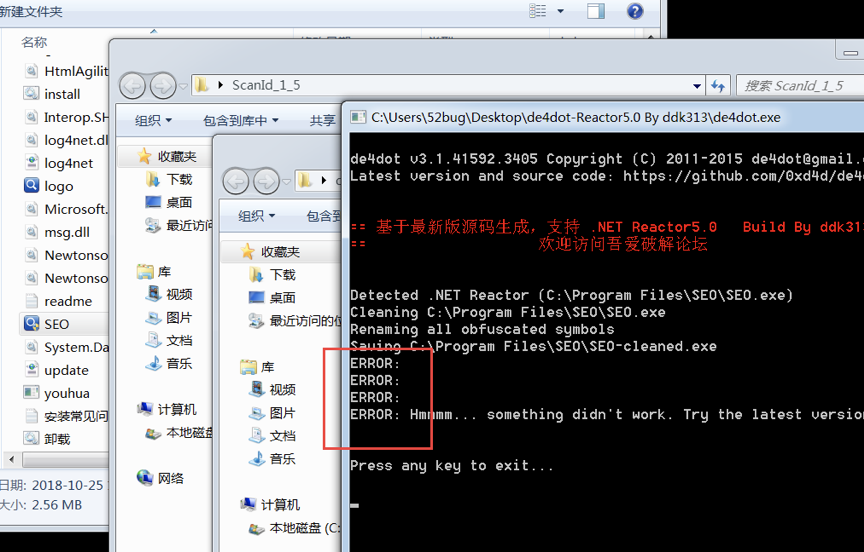 新建文件夹
名称
HtmlAgilit
install
Interop.SH
log4net.dl
log4net
logo
Microsoft.
msg.dll
Newtonso
Newtonso
readme
SEO
System.Da
update
youhua
安装常见问
卸载
日期: 2018-10-25
大小: 2.56 MB
ScanId_1_5
搜索 ScanId_1_5
组织
包含到库中
共享
收藏夹
下载
桌面
最近访问
库
视频
图片
文档
音乐
计算机
本地磁盘
网络
组织
包含到
收藏夹
下载
桌面
最近访问的位
库
视频
图片
文档
音乐
计算机
本地磁盘 (C:
C:\Users\52bug\Desktop\de4dot-Reactor5.0 By ddk313\de4dot.exe
de4dot v3.1.41592.3405 Copyright (C) 2011-2015 de4dot@gmail.
Latest version and source code: https://github.com/0xd4d/de4
== 基于最新版源码生成，支持 .NET Reactor5.0 Build By ddk31
== 欢迎访问吾爱破解论坛
Detected .NET Reactor (C:\Program Files\SEO\SEO.exe)
Cleaning C:\Program Files\SEO\SEO.exe
Renaming all obfuscated symbols
Saving C:\Program Files\SEO\SEO-cleaned.exe
ERROR:
ERROR:
ERROR:
ERROR: Hmmmm... something didn't work. Try the latest version
Press any key to exit...